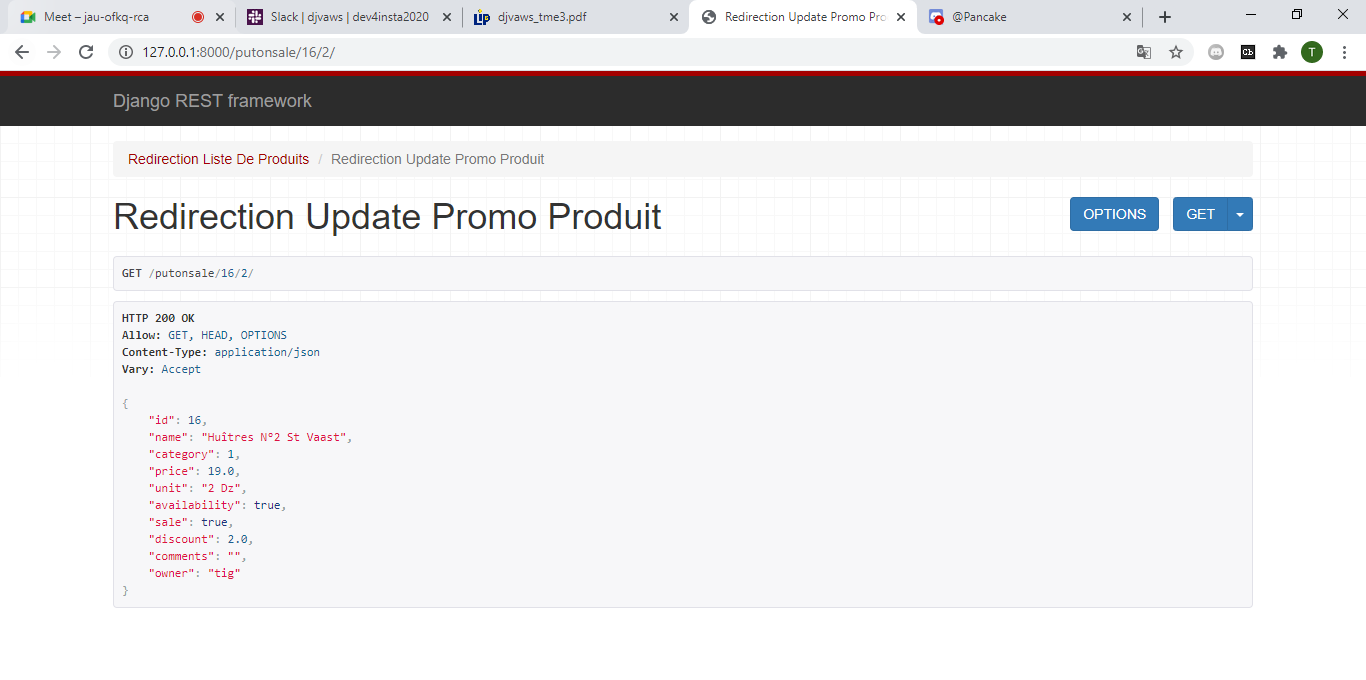 Meet – jau-ofkq-rca
Slack | djvaws | dev4insta2020
djvaws_tme3.pdf
Redirection Update Promo Pro
@Pancake
127.0.0.1:8000/putonsale/16/2/
Cb
T
Django REST framework
Redirection Liste De Produits / Redirection Update Promo Produit
Redirection Update Promo Produit
OPTIONS
GET
GET /putonsale/16/2/
HTTP 200 OK
Allow: GET, HEAD, OPTIONS
Content-Type: application/json
Vary: Accept
{
"id": 16,
"name": "Huîtres N°2 St Vaast",
"category": 1,
"price": 19.0,
"unit": "2 Dz",
"availability": true,
"sale": true,
"discount": 2.0,
"comments": "",
"owner": "tig"
}